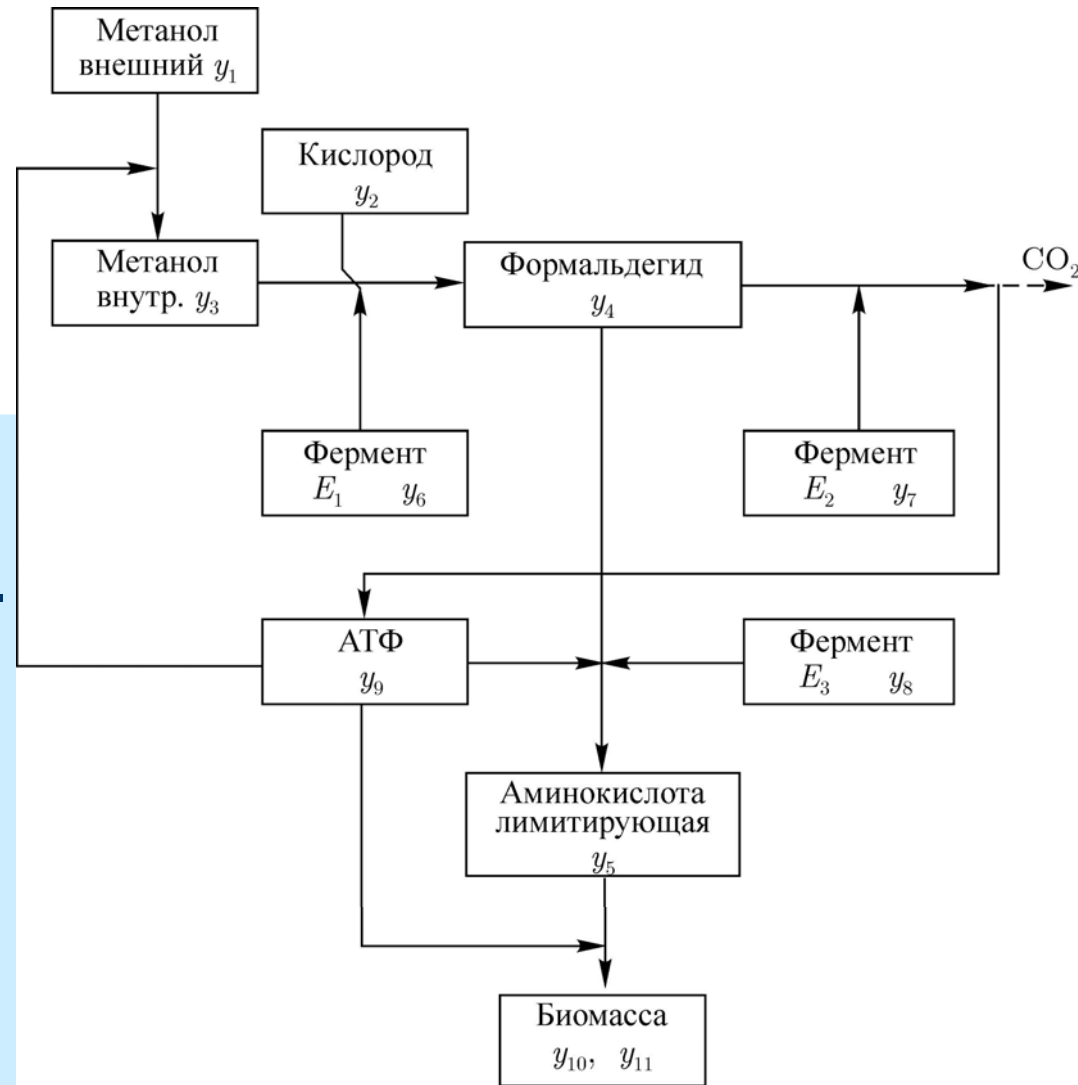 Метанол
внешний y₁
Кислород
y₂
Метанол
внутр. y₃
Формальдегид
y₄
CO₂
Фермент
E₁ y₆
Фермент
E₂ y₇
АТФ
y₉
Фермент
E₃ y₈
Аминокислота
лимитирующая
y₅
Биомасса
y₁₀, y₁₁